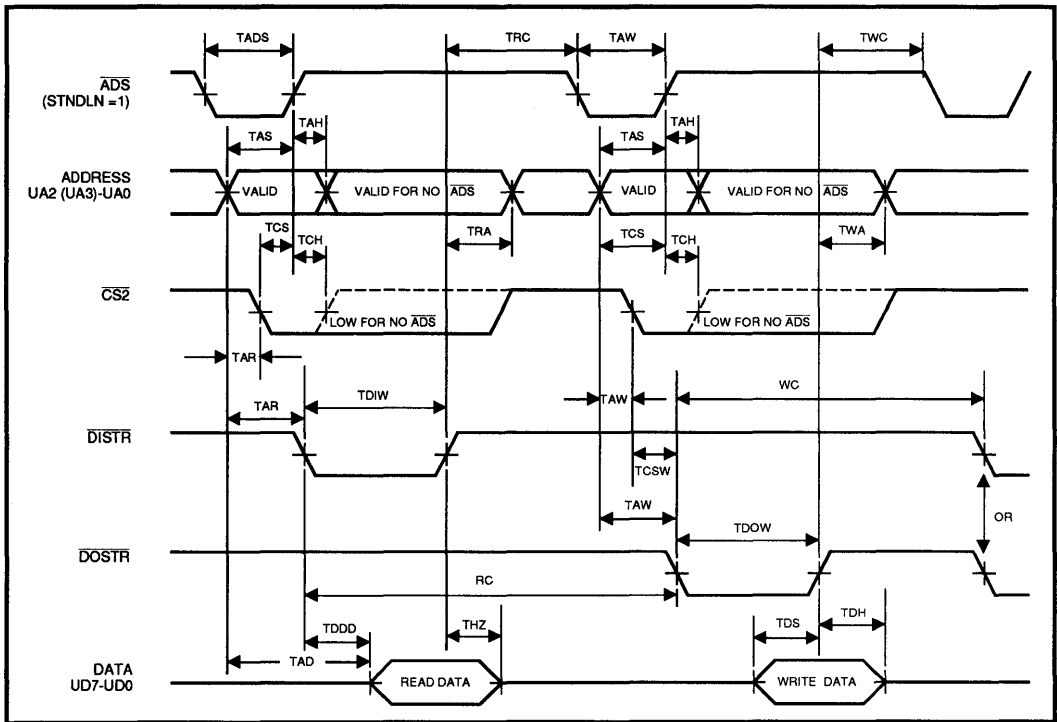 TADS TRC TAW TWC
ADS
(STNDLN =1)
TAS TAH TAS TAH
ADDRESS
UA2 (UA3)-UA0
VALID VALID FOR NO ADS VALID VALID FOR NO ADS
TCS TCH TRA TCS TCH TWA
CS2
LOW FOR NO ADS LOW FOR NO ADS
TAR
TDIW WC
TAR TAW
DISTR
TCSW
TAW TDOW OR
DOSTR
RC
TDDD THZ TDS TDH
TAD
DATA
UD7-UD0
READ DATA WRITE DATA